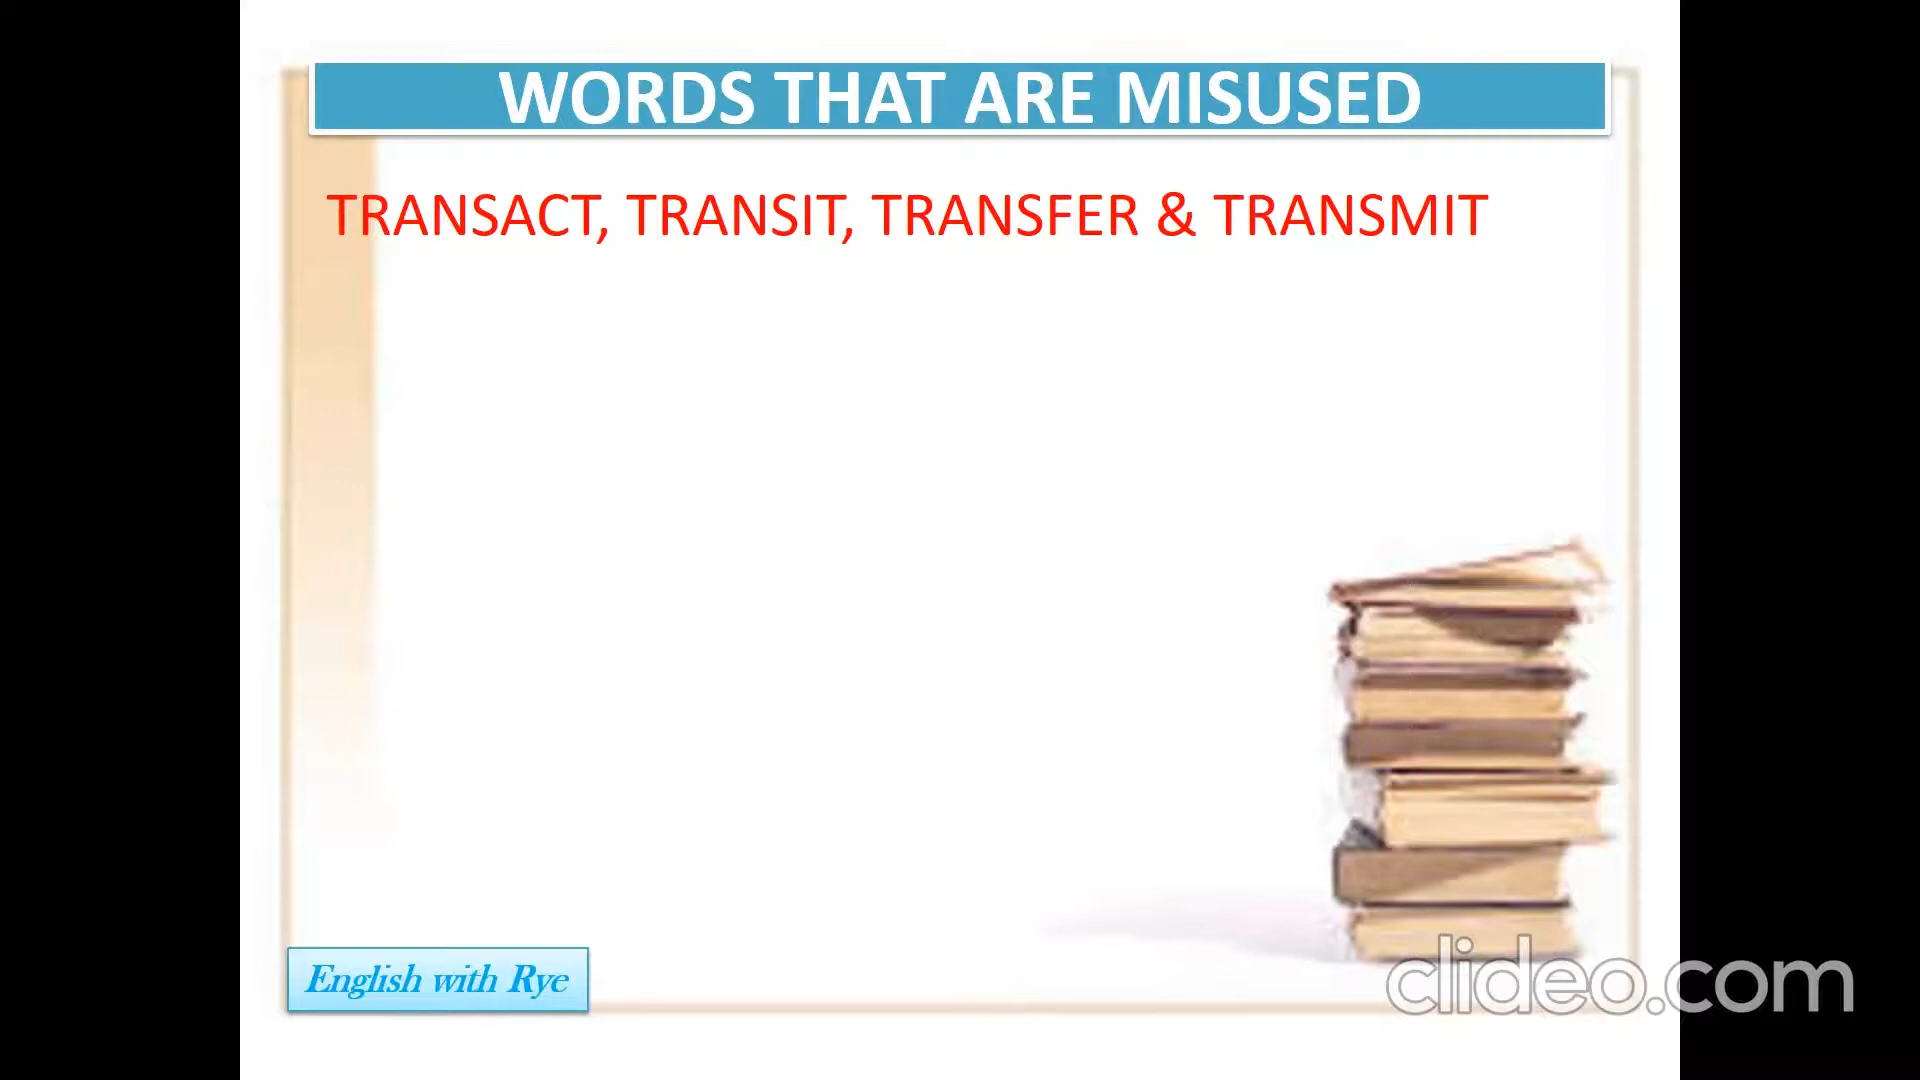 WORDS THAT ARE MISUSED
TRANSACT, TRANSIT, TRANSFER & TRANSMIT
English with Rye
clideo.com